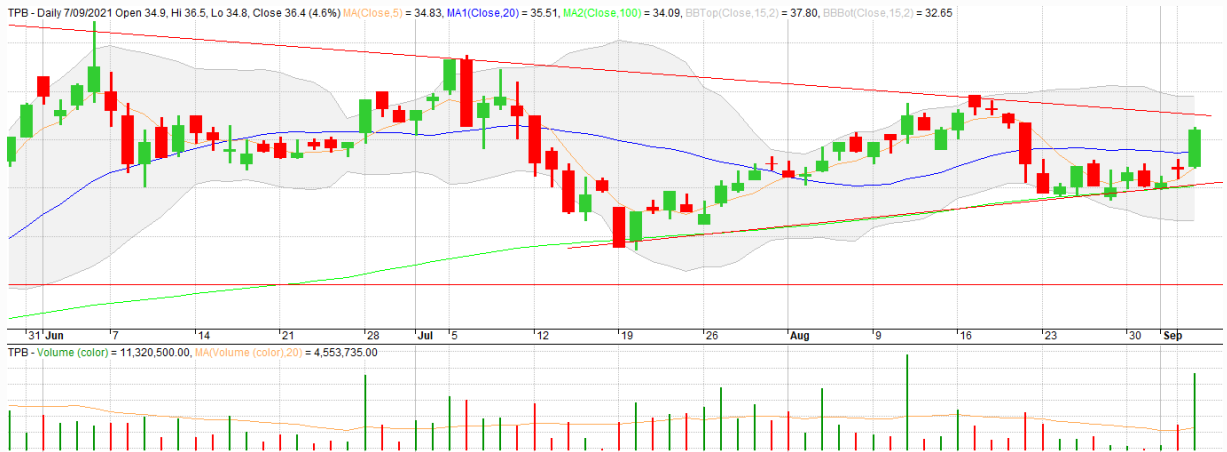 TPB - Daily 7/09/2021 Open 34.9, Hi 36.5, Lo 34.8, Close 36.4 (4.6%) MA(Close,5) = 34.83, MA1(Close,20) = 35.51, MA2(Close,100) = 34.09, BBTop(Close,15,2) = 37.80, BBBot(Close,15,2) = 32.65
31 Jun 7 14 21 28 Jul 5 12 19 26 Aug 9 16 23 30 Sep
TPB - Volume (color) = 11,320,500.00, MA(Volume (color),20) = 4,553,735.00